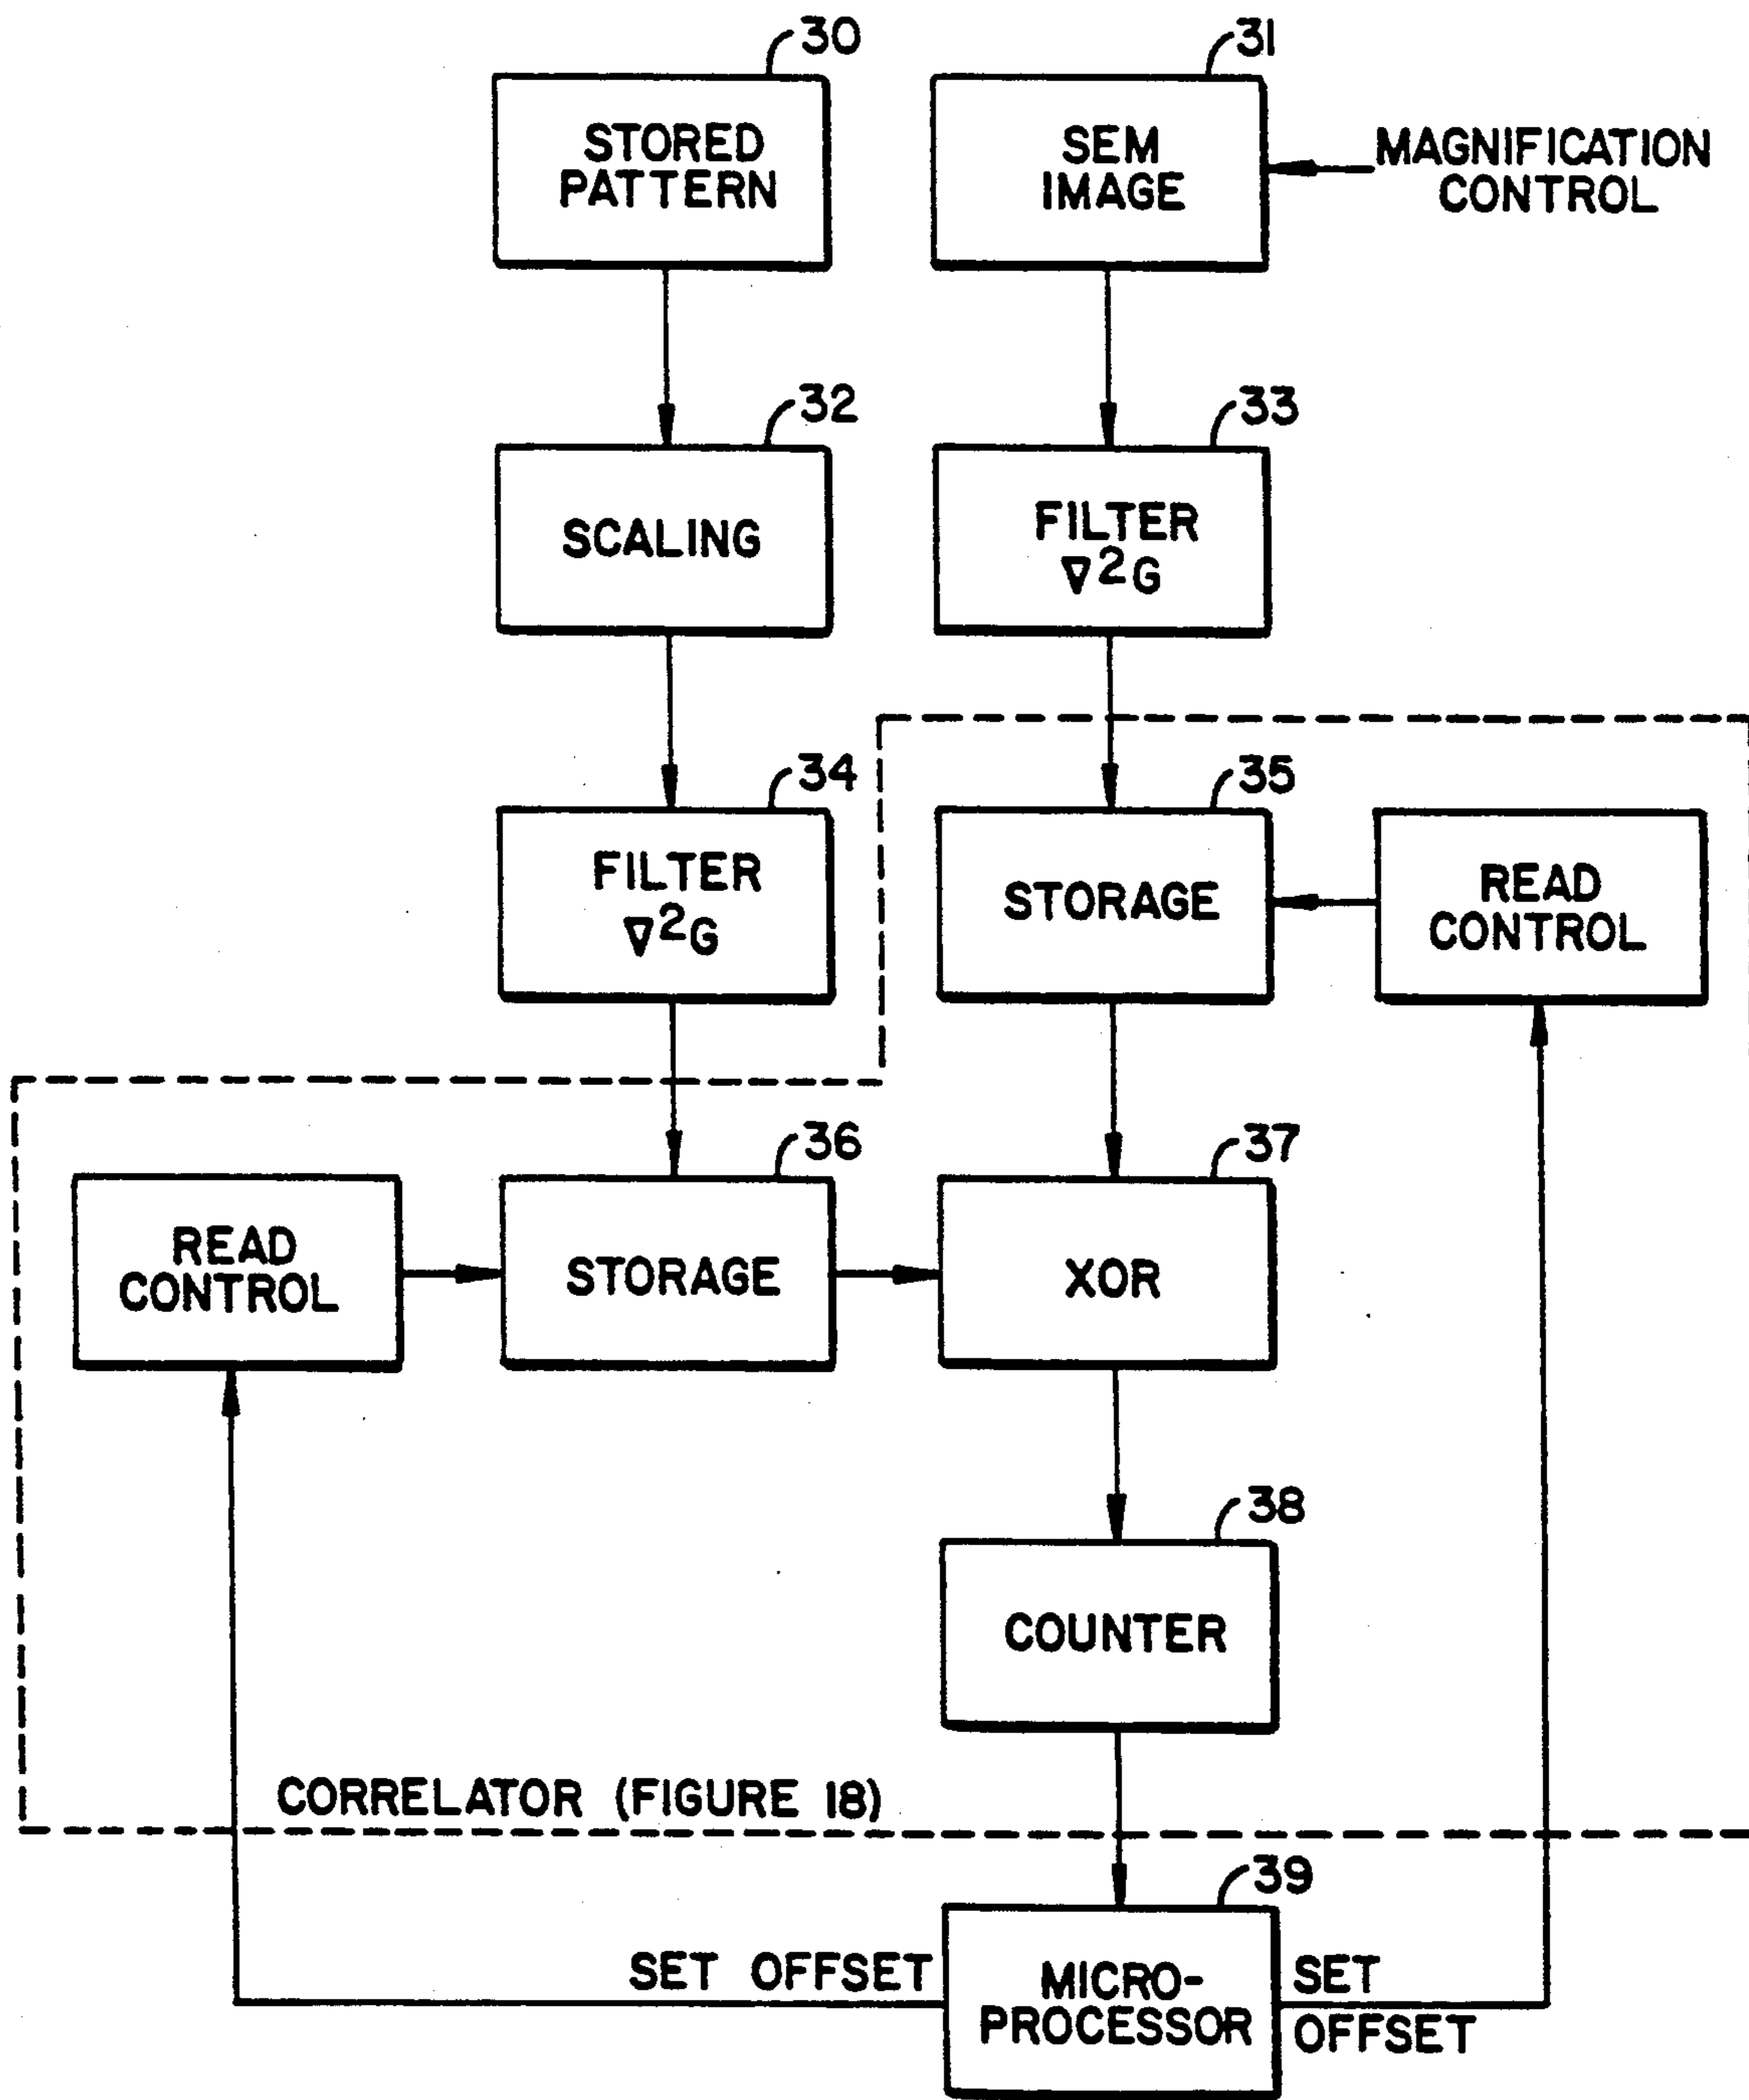 30
STORED
PATTERN
31
SEM
IMAGE
MAGNIFICATION
CONTROL
32
SCALING
33
FILTER
∇²G
34
FILTER
∇²G
35
STORAGE
READ
CONTROL
READ
CONTROL
36
STORAGE
37
XOR
38
COUNTER
CORRELATOR (FIGURE 18)
39
MICRO-
PROCESSOR
SET OFFSET
SET
OFFSET